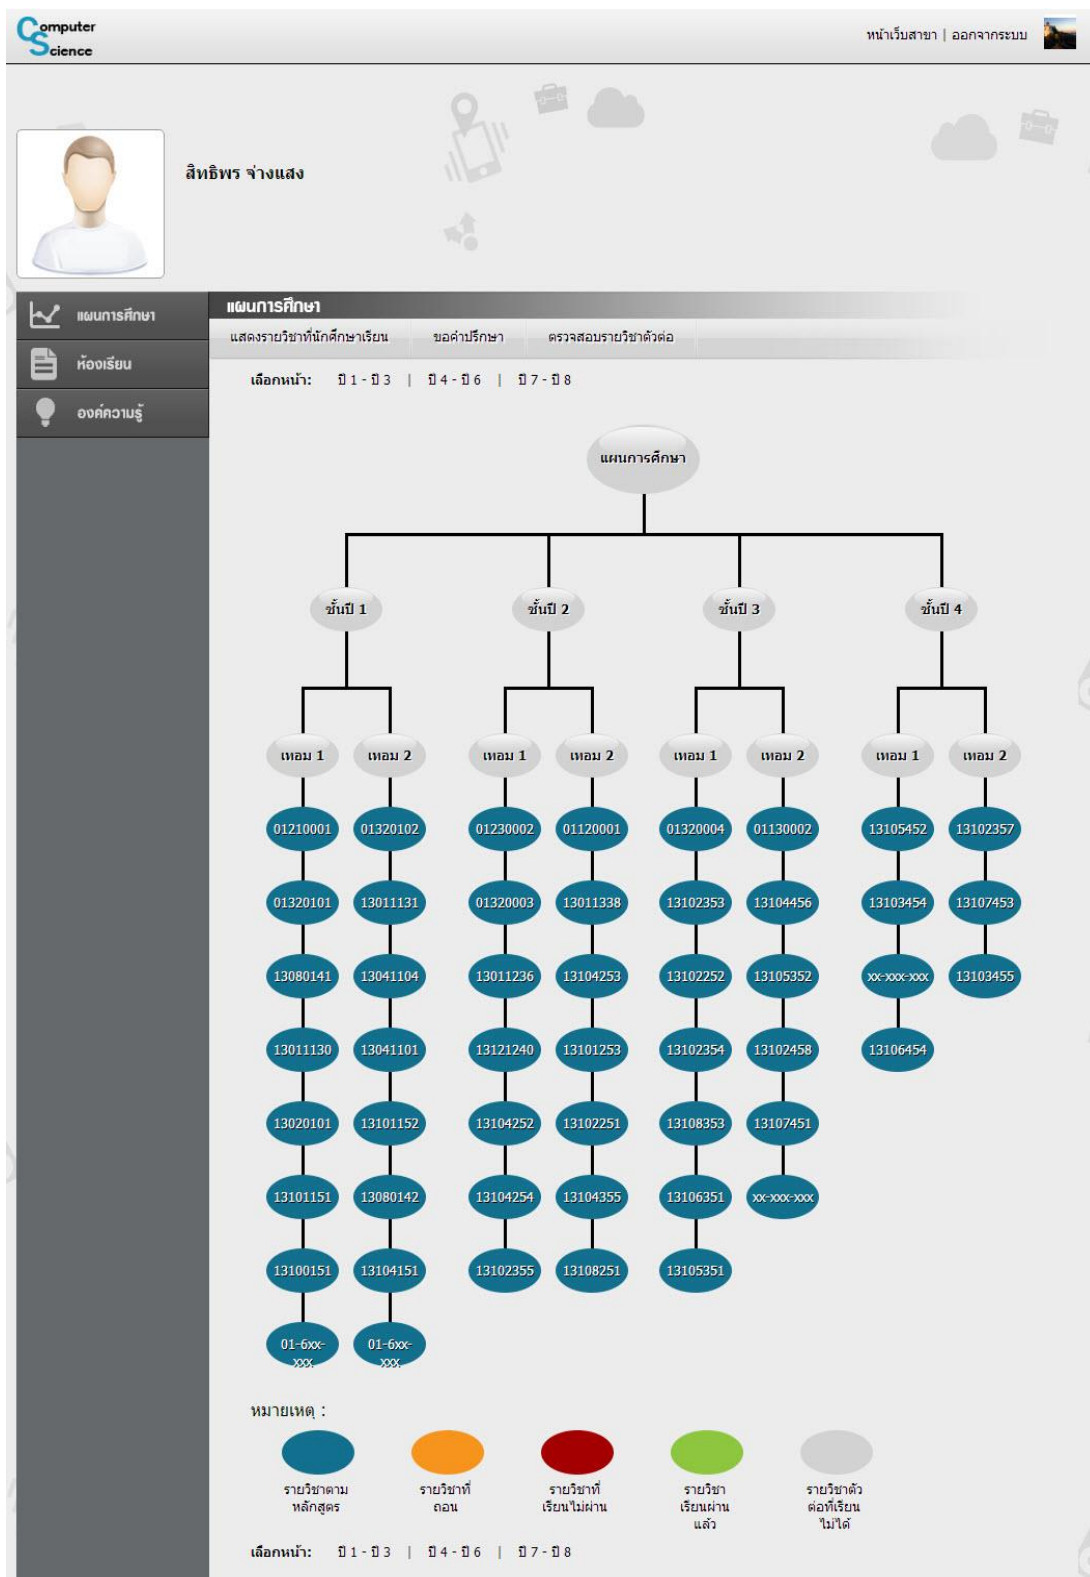 Computer
Science
หน้าเว็บสาขา | ออกจากระบบ
สิทธิพร จ่างแสง
แผนการศึกษา
ห้องเรียน
องค์ความรู้
แผนการศึกษา
แสดงรายวิชาที่นักศึกษาเรียน ขอคำปรึกษา ตรวจสอบรายวิชาตัวต่อ
เลือกหน้า: ปี 1 - ปี 3 | ปี 4 - ปี 6 | ปี 7 - ปี 8
แผนการศึกษา
ชั้นปี 1 ชั้นปี 2 ชั้นปี 3 ชั้นปี 4
เทอม 1 เทอม 2 เทอม 1 เทอม 2 เทอม 1 เทอม 2 เทอม 1 เทอม 2
01210001 01320102 01230002 01120001 01320004 01130002 13105452 13102357
01320101 13011131 01320003 13011338 13102353 13104456 13103454 13107453
13080141 13041104 13011236 13104253 13102252 13105352 xx-xxx-xxx 13103455
13011130 13041101 13121240 13101253 13102354 13102458 13106454
13020101 13101152 13104252 13102251 13108353 13107451
13101151 13080142 13104254 13104355 13106351 xx-xxx-xxx
13100151 13104151 13102355 13108251 13105351
01-6xx- 01-6xx-
xxx xxx
หมายเหตุ :
รายวิชาตาม รายวิชาที่ รายวิชาที่ รายวิชา รายวิชาตัว
หลักสูตร ถอน เรียนไม่ผ่าน เรียนผ่าน ต่อที่เรียน
แล้ว ไม่ได้
เลือกหน้า: ปี 1 - ปี 3 | ปี 4 - ปี 6 | ปี 7 - ปี 8